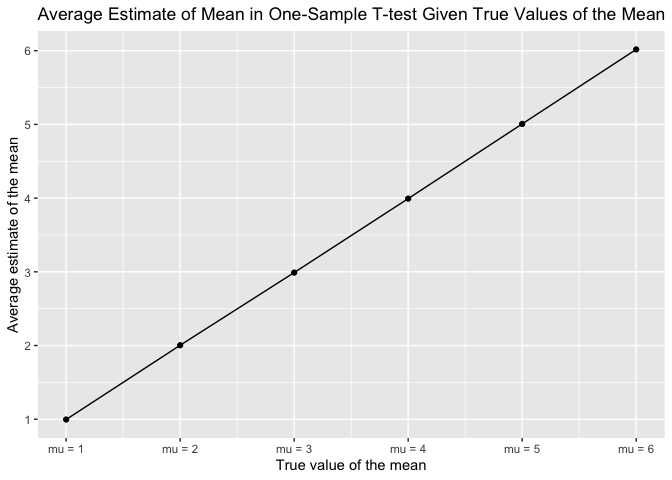 Average Estimate of Mean in One-Sample T-test Given True Values of the Mean
6
5
4
3
2
1
Average estimate of the mean
mu = 1 mu = 2 mu = 3 mu = 4 mu = 5 mu = 6
True value of the mean